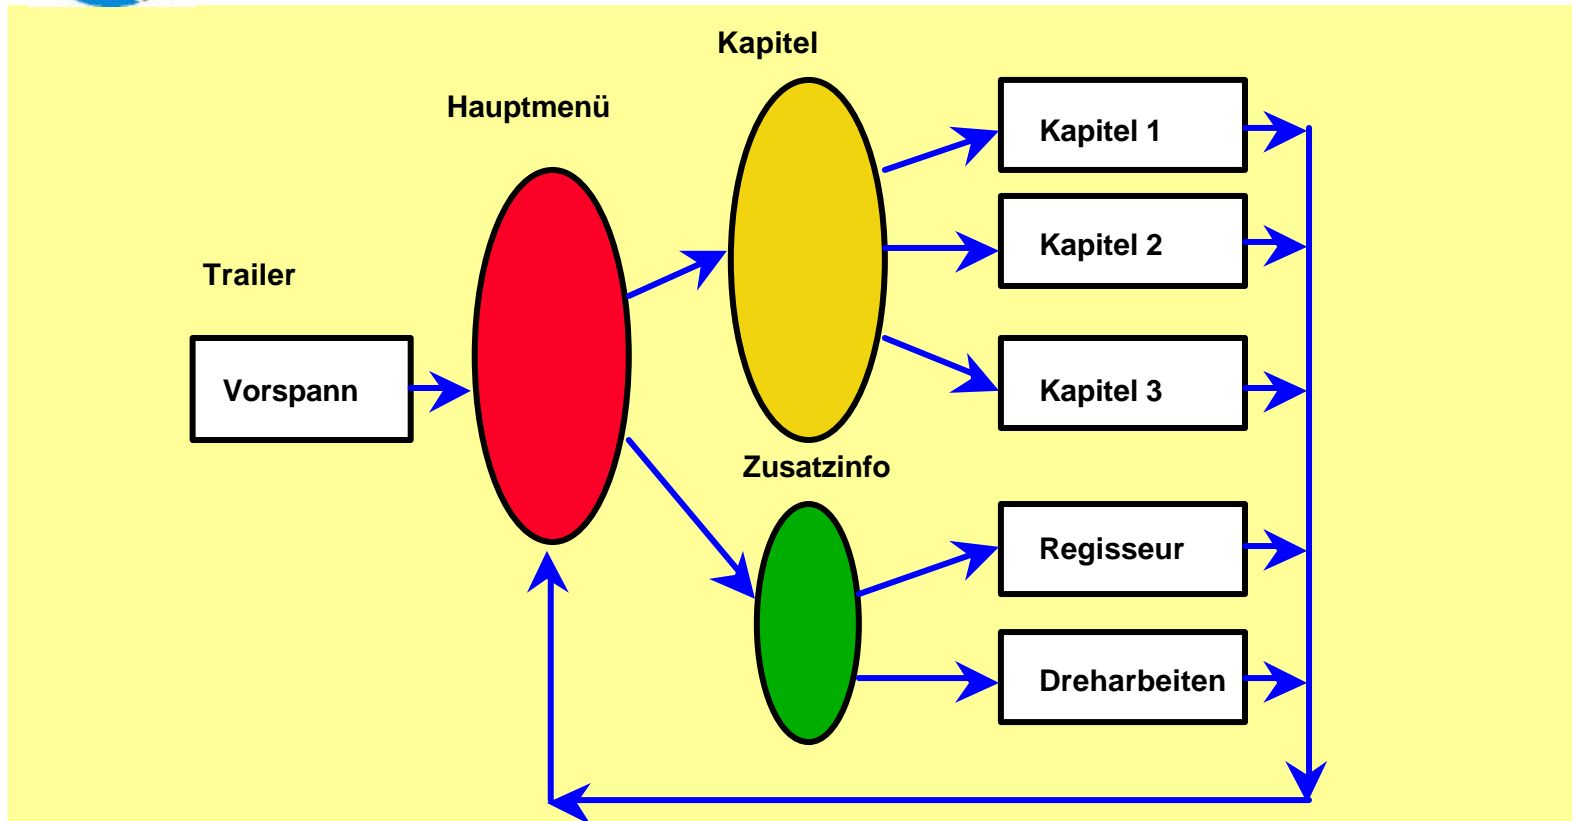 Kapitel
Hauptmenü
Kapitel 1
Kapitel 2
Trailer
Vorspann
Kapitel 3
Zusatzinfo
Regisseur
Dreharbeiten